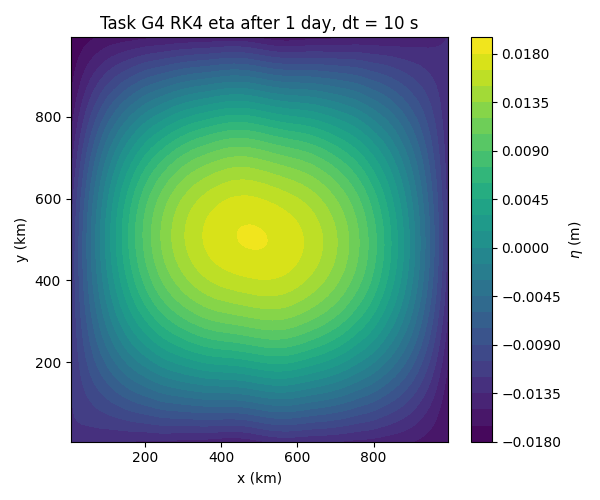 Task G4 RK4 eta after 1 day, dt = 10 s
y (km)
800
600
400
200
200 400 600 800
x (km)
0.0180
0.0135
0.0090
0.0045
0.0000
−0.0045
−0.0090
−0.0135
−0.0180
η (m)